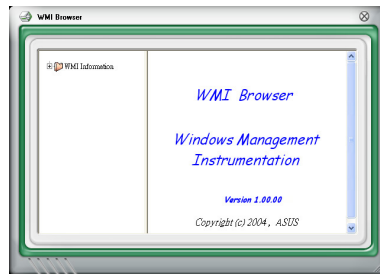 WMI Browser
WMI Information
WMI Browser
Windows Management
Instrumentation
Version 1.00.00
Copyright (c) 2004, ASUS